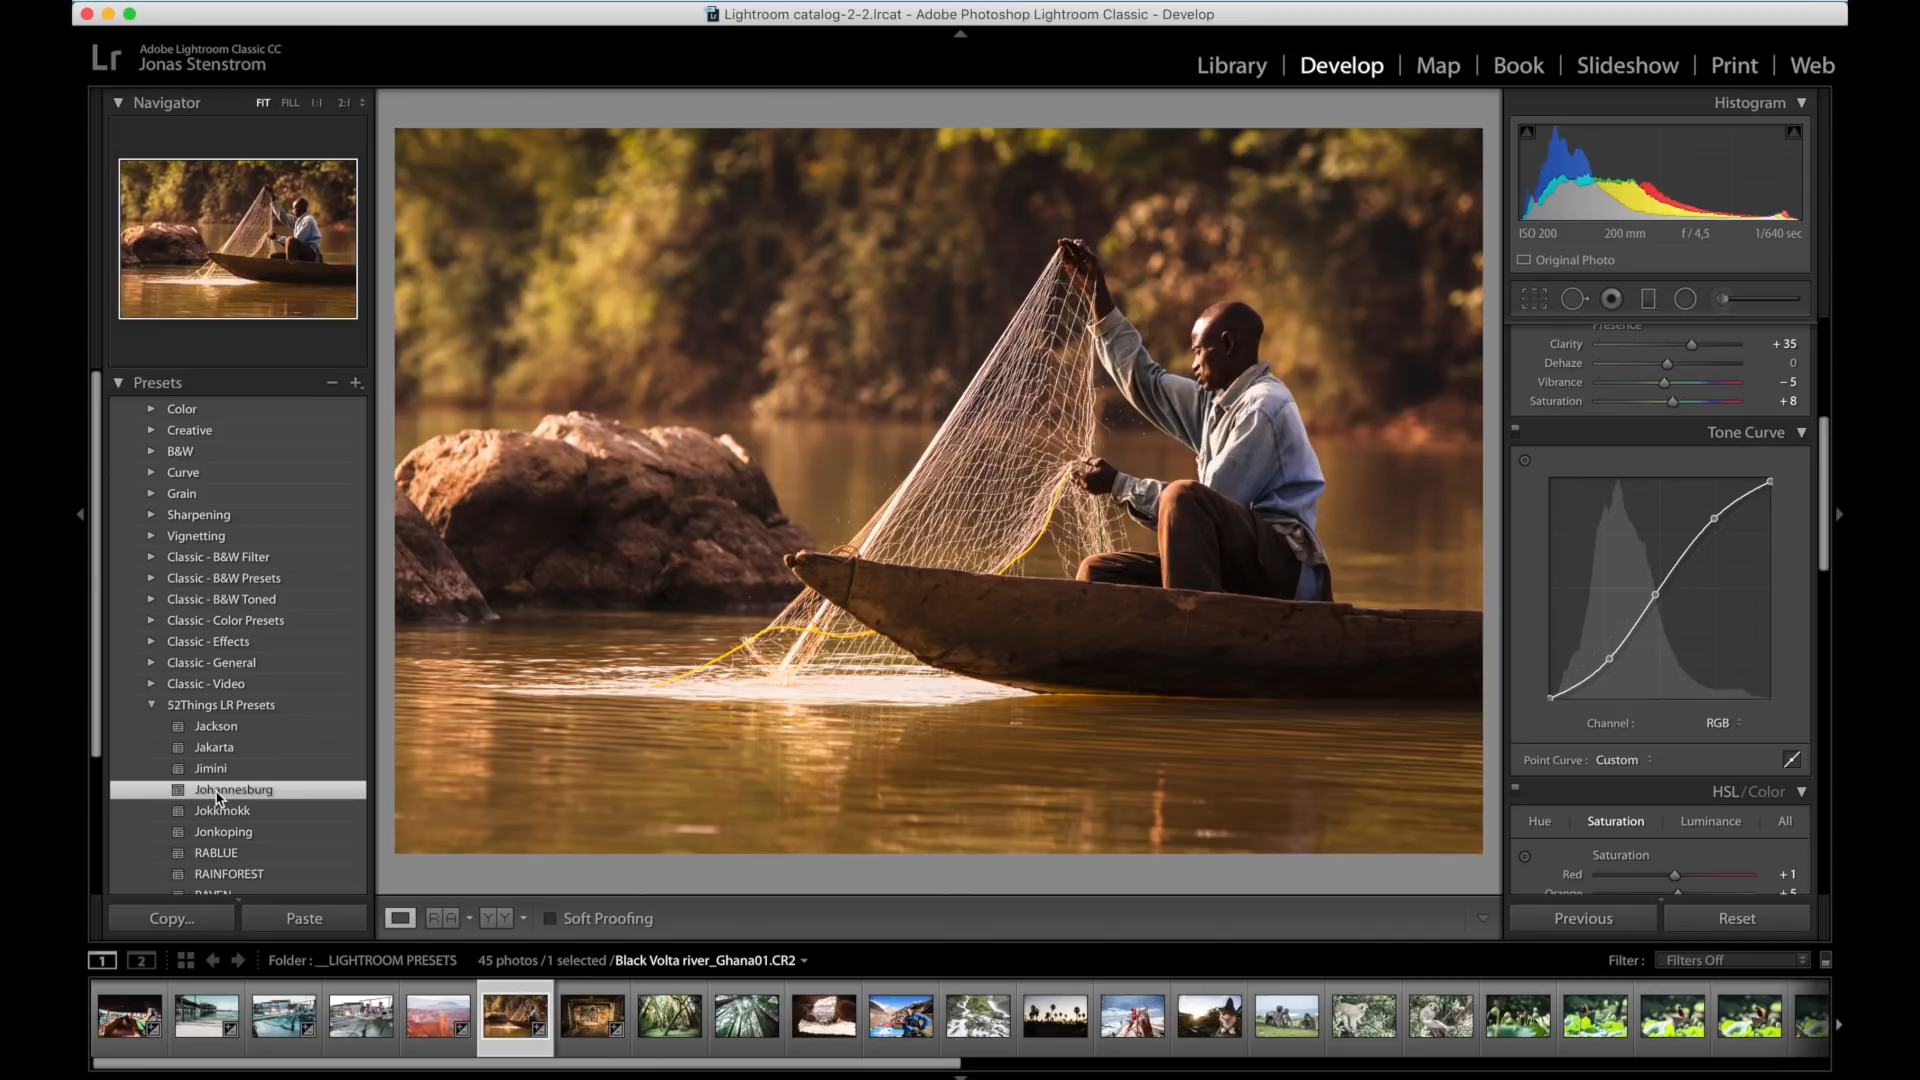 Lightroom catalog-2-2.lrcat - Adobe Photoshop Lightroom Classic - Develop
Lr
Adobe Lightroom Classic CC
Jonas Stenstrom
Library | Develop | Map | Book | Slideshow | Print | Web
Navigator
FIT FILL 1:1 2:1
Presets
Color
Creative
B&W
Curve
Grain
Sharpening
Vignetting
Classic - B&W Filter
Classic - B&W Presets
Classic - B&W Toned
Classic - Color Presets
Classic - Effects
Classic - General
Classic - Video
52Things LR Presets
Jackson
Jakarta
Jimini
Johannesburg
Jokkmokk
Jonkoping
RABLUE
RAINFOREST
RAVEN
Copy...
Paste
Soft Proofing
Histogram
ISO 200 200 mm f / 4,5 1/640 sec
Original Photo
Presence
Clarity +35
Dehaze 0
Vibrance -5
Saturation +8
Tone Curve
Channel : RGB
Point Curve : Custom
HSL / Color
Hue Saturation Luminance All
Saturation
Red +1
Orange +5
Previous
Reset
1 2
Folder : __LIGHTROOM PRESETS
45 photos / 1 selected / Black Volta river_Ghana01.CR2
Filter : Filters Off